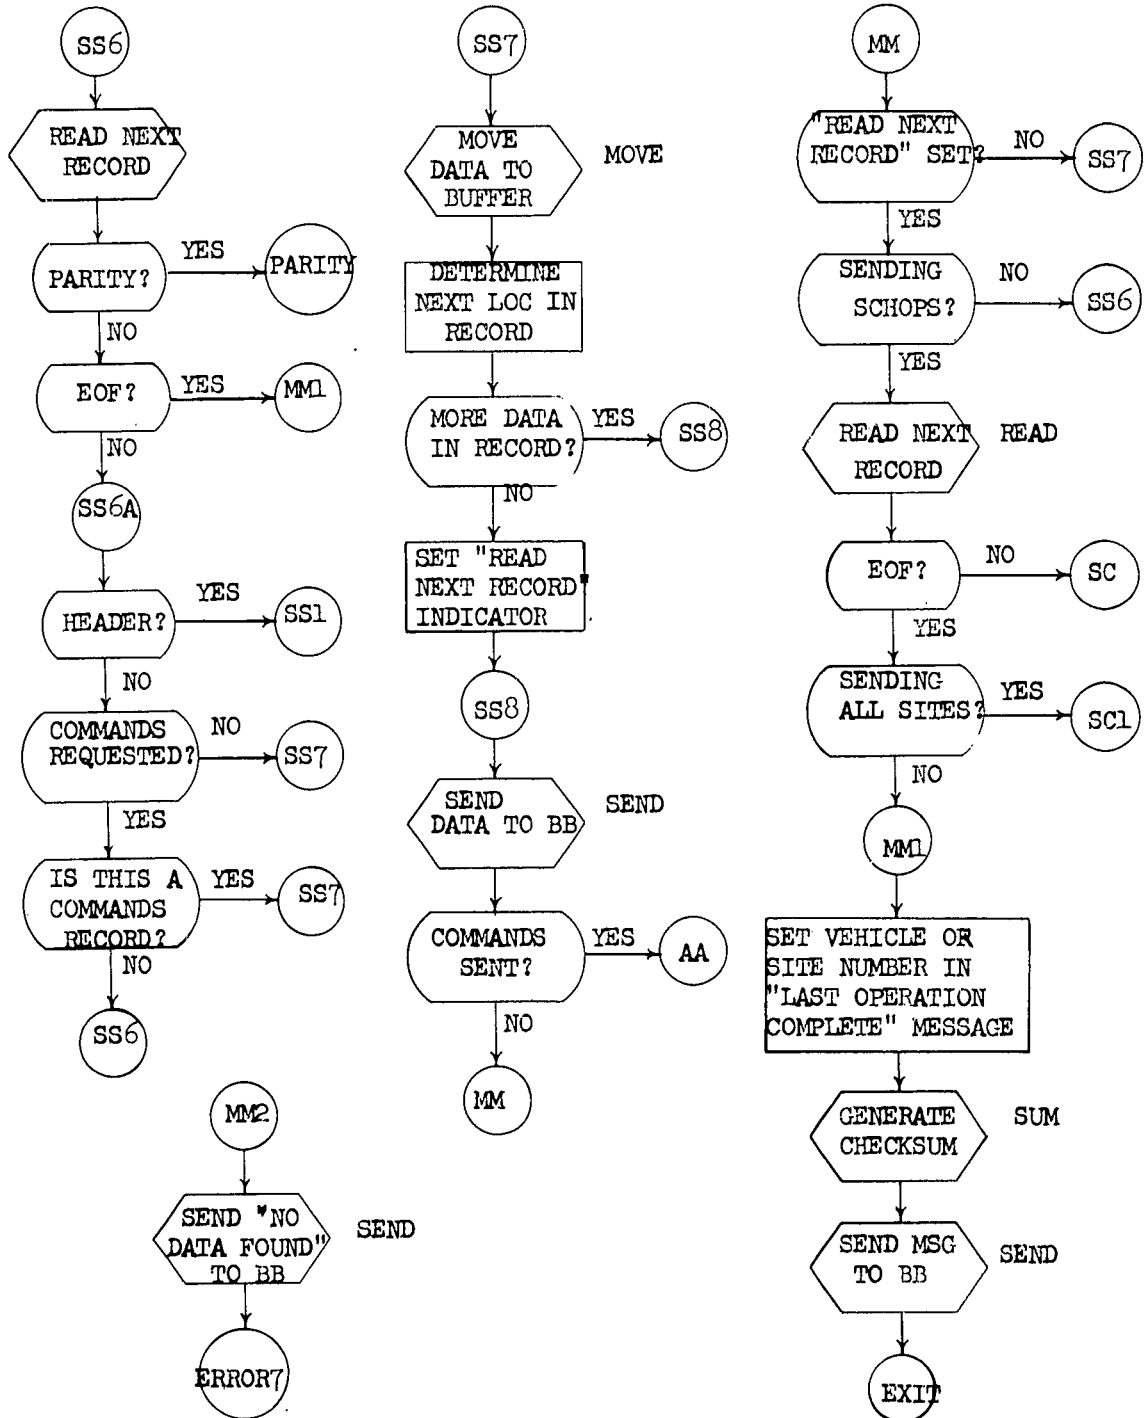 SS6
READ NEXT
RECORD
PARITY?
YES
PARITY
NO
EOF?
YES
MM1
NO
SS6A
HEADER?
YES
SS1
NO
COMMANDS
REQUESTED?
NO
SS7
YES
IS THIS A
COMMANDS
RECORD?
YES
SS7
NO
SS6
MM2
SEND "NO
DATA FOUND"
TO BB
SEND
ERROR7
SS7
MOVE
DATA TO
BUFFER
MOVE
DETERMINE
NEXT LOC IN
RECORD
MORE DATA
IN RECORD?
YES
SS8
NO
SET "READ
NEXT RECORD"
INDICATOR
SS8
SEND
DATA TO BB
SEND
COMMANDS
SENT?
YES
AA
NO
MM
MM
"READ NEXT
RECORD" SET?
NO
SS7
YES
SENDING
SCHOPS?
NO
SS6
YES
READ NEXT
RECORD
READ
EOF?
NO
SC
YES
SENDING
ALL SITES?
YES
SC1
NO
MM1
SET VEHICLE OR
SITE NUMBER IN
"LAST OPERATION
COMPLETE" MESSAGE
GENERATE
CHECKSUM
SUM
SEND MSG
TO BB
SEND
EXIT